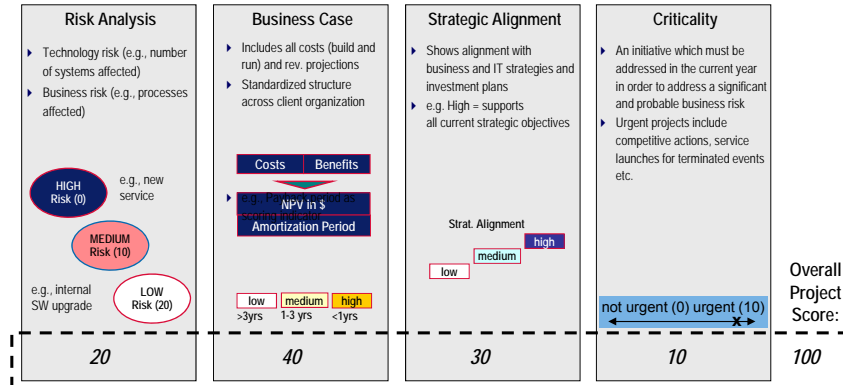 Risk Analysis
Technology risk (e.g., number
of systems affected)
Business risk (e.g., processes
affected)
HIGH
Risk (0)
e.g., new
service
MEDIUM
Risk (10)
e.g., internal
SW upgrade
LOW
Risk (20)
20
Business Case
Includes all costs (build and
run) and rev. projections
Standardized structure
across client organization
Costs Benefits
e.g., Payback period as
scoring indicator
NPV in $
Amortization Period
low medium high
>3yrs 1-3 yrs <1yrs
40
Strategic Alignment
Shows alignment with
business and IT strategies and
investment plans
e.g. High = supports
all current strategic objectives
Strat. Alignment
high
medium
low
30
Criticality
An initiative which must be
addressed in the current year
in order to address a significant
and probable business risk
Urgent projects include
competitive actions, service
launches for terminated events
etc.
not urgent (0) urgent (10)
x
10
Overall
Project
Score:
100